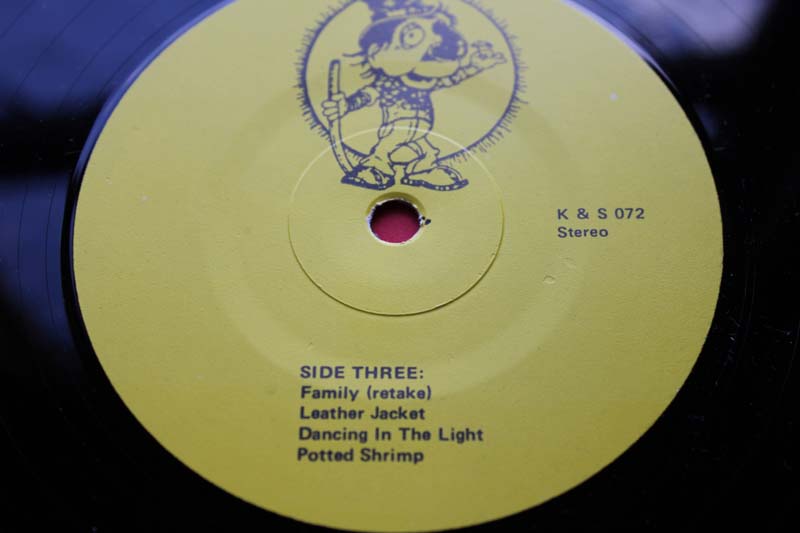 K & S 072
Stereo
SIDE THREE:
Family (retake)
Leather Jacket
Dancing In The Light
Potted Shrimp